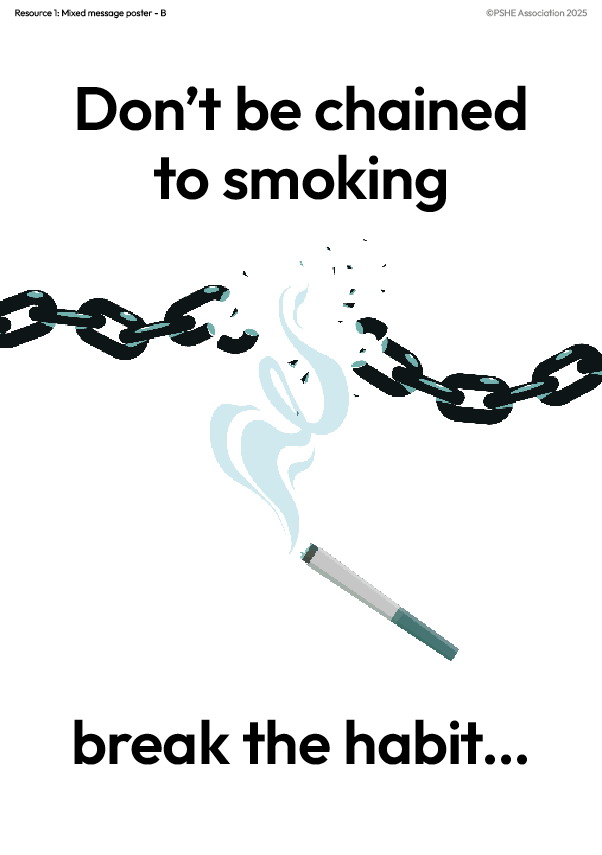 Resource 1: Mixed message poster - B
©PSHE Association 2025
Don’t be chained
to smoking
break the habit...